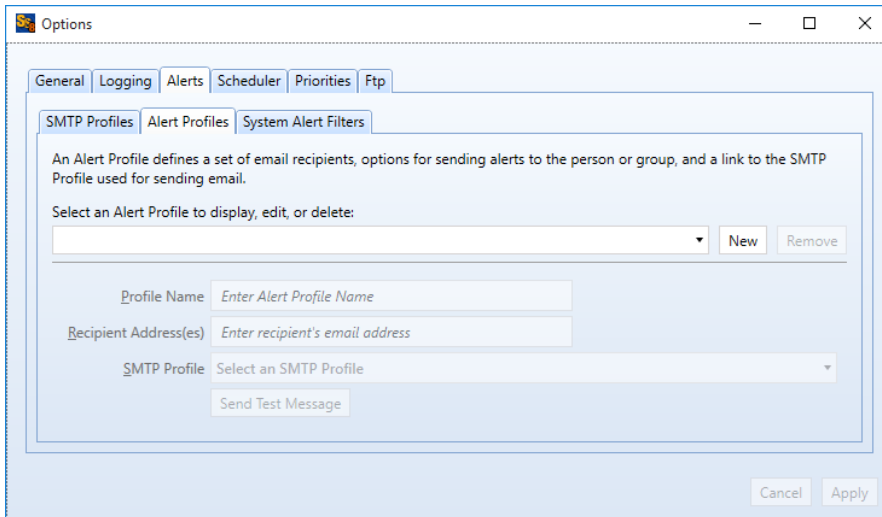 Options
General Logging Alerts Scheduler Priorities Ftp
SMTP Profiles Alert Profiles System Alert Filters
An Alert Profile defines a set of email recipients, options for sending alerts to the person or group, and a link to the SMTP
Profile used for sending email.
Select an Alert Profile to display, edit, or delete:
New Remove
Profile Name Enter Alert Profile Name
Recipient Address(es) Enter recipient's email address
SMTP Profile Select an SMTP Profile
Send Test Message
Cancel Apply